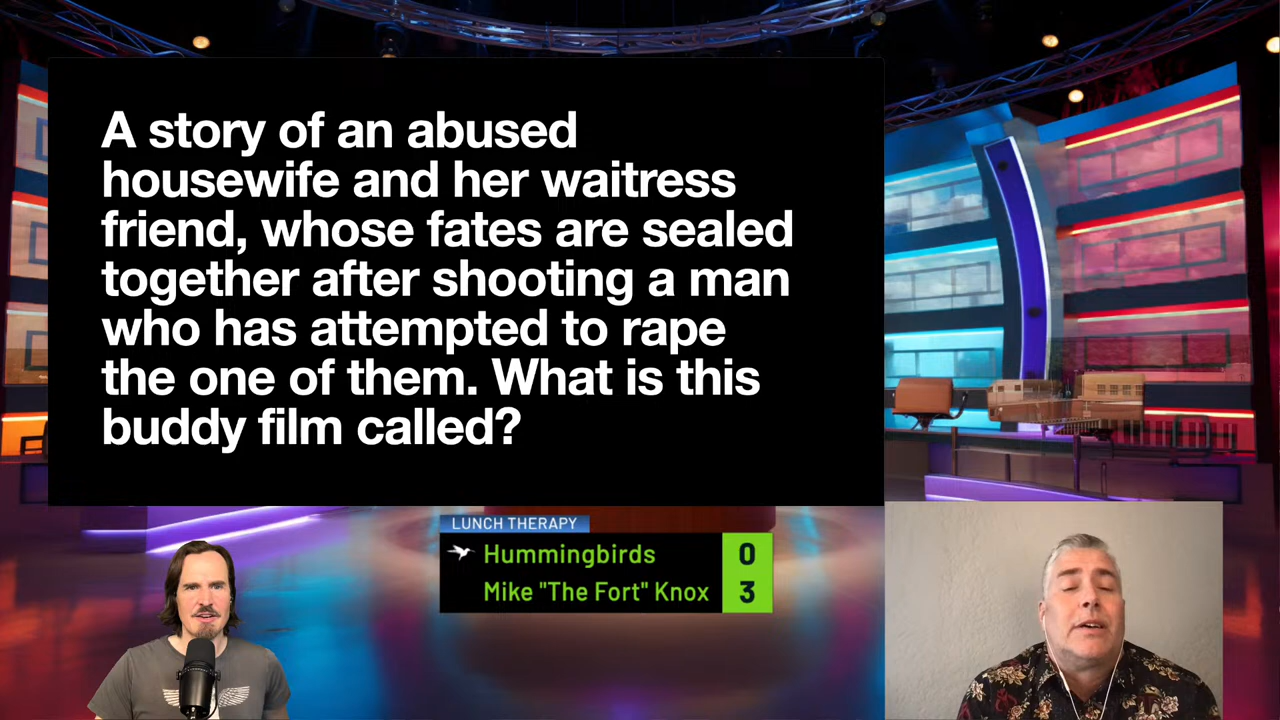 A story of an abused
housewife and her waitress
friend, whose fates are sealed
together after shooting a man
who has attempted to rape
the one of them. What is this
buddy film called?
LUNCH THERAPY
Hummingbirds 0
Mike "The Fort" Knox 3